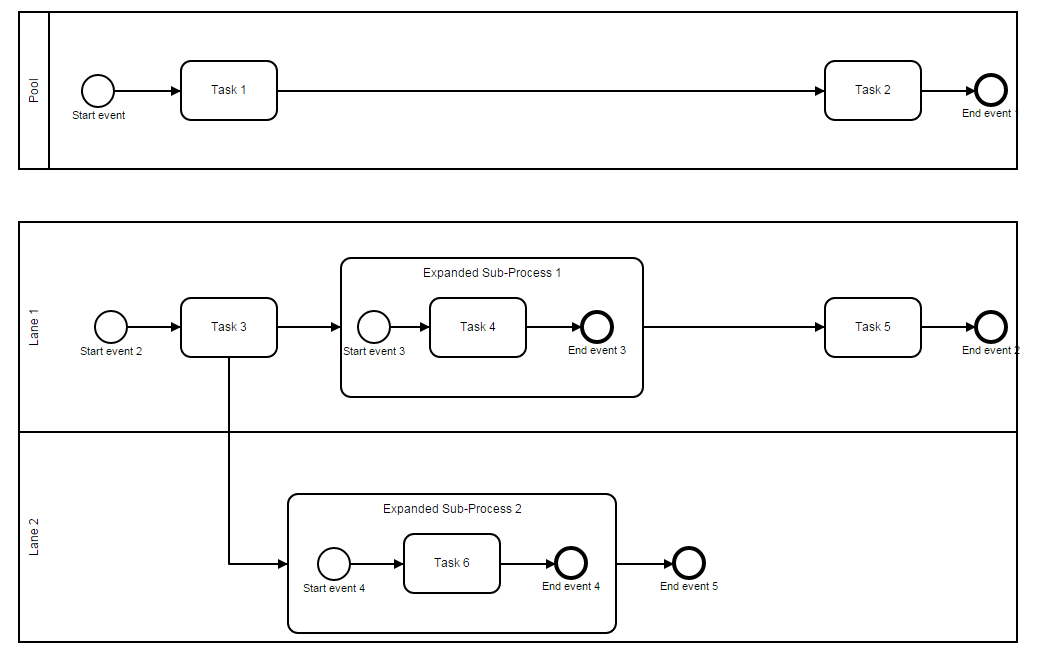 Pool
Start event
Task 1
Task 2
End event 1
Lane 1
Expanded Sub-Process 1
Start event 2
Task 3
Start event 3
Task 4
End event 3
Task 5
End event 2
Lane 2
Expanded Sub-Process 2
Start event 4
Task 6
End event 4
End event 5